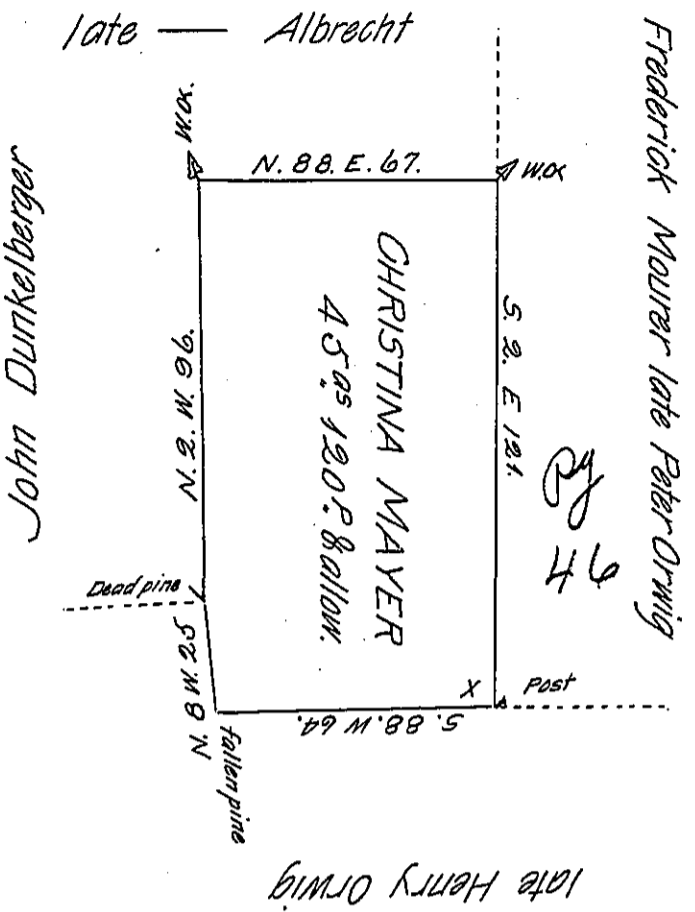 late — Albrecht
Frederick Maurer late Peter Orwig
John Dunkelberger
W.o.
W.o
N. 88. E. 67.
S. 2. E 121.
CHRISTINA MAYER
45 as 120 P. & allow.
N. 2. W. 96.
Pg
46
Dead pine
N. 8 W. 25
fallen pine
S. 88. W 64.
X
Post
late Henry Orwig